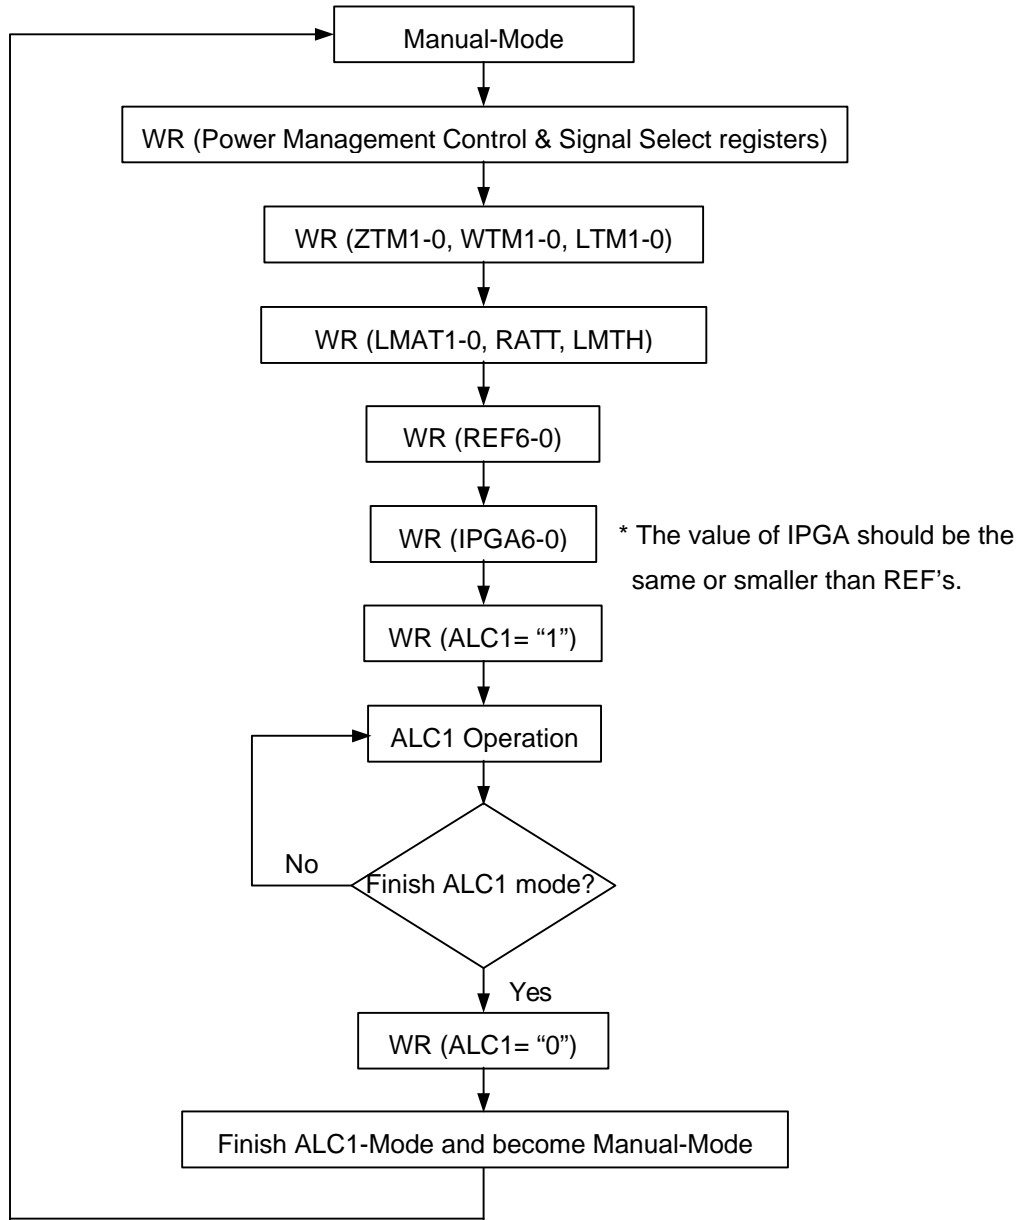 Manual-Mode
WR (Power Management Control & Signal Select registers)
WR (ZTM1-0, WTM1-0, LTM1-0)
WR (LMAT1-0, RATT, LMTH)
WR (REF6-0)
WR (IPGA6-0)
* The value of IPGA should be the
same or smaller than REF’s.
WR (ALC1= “1”)
ALC1 Operation
No
Finish ALC1 mode?
Yes
WR (ALC1= “0”)
Finish ALC1-Mode and become Manual-Mode